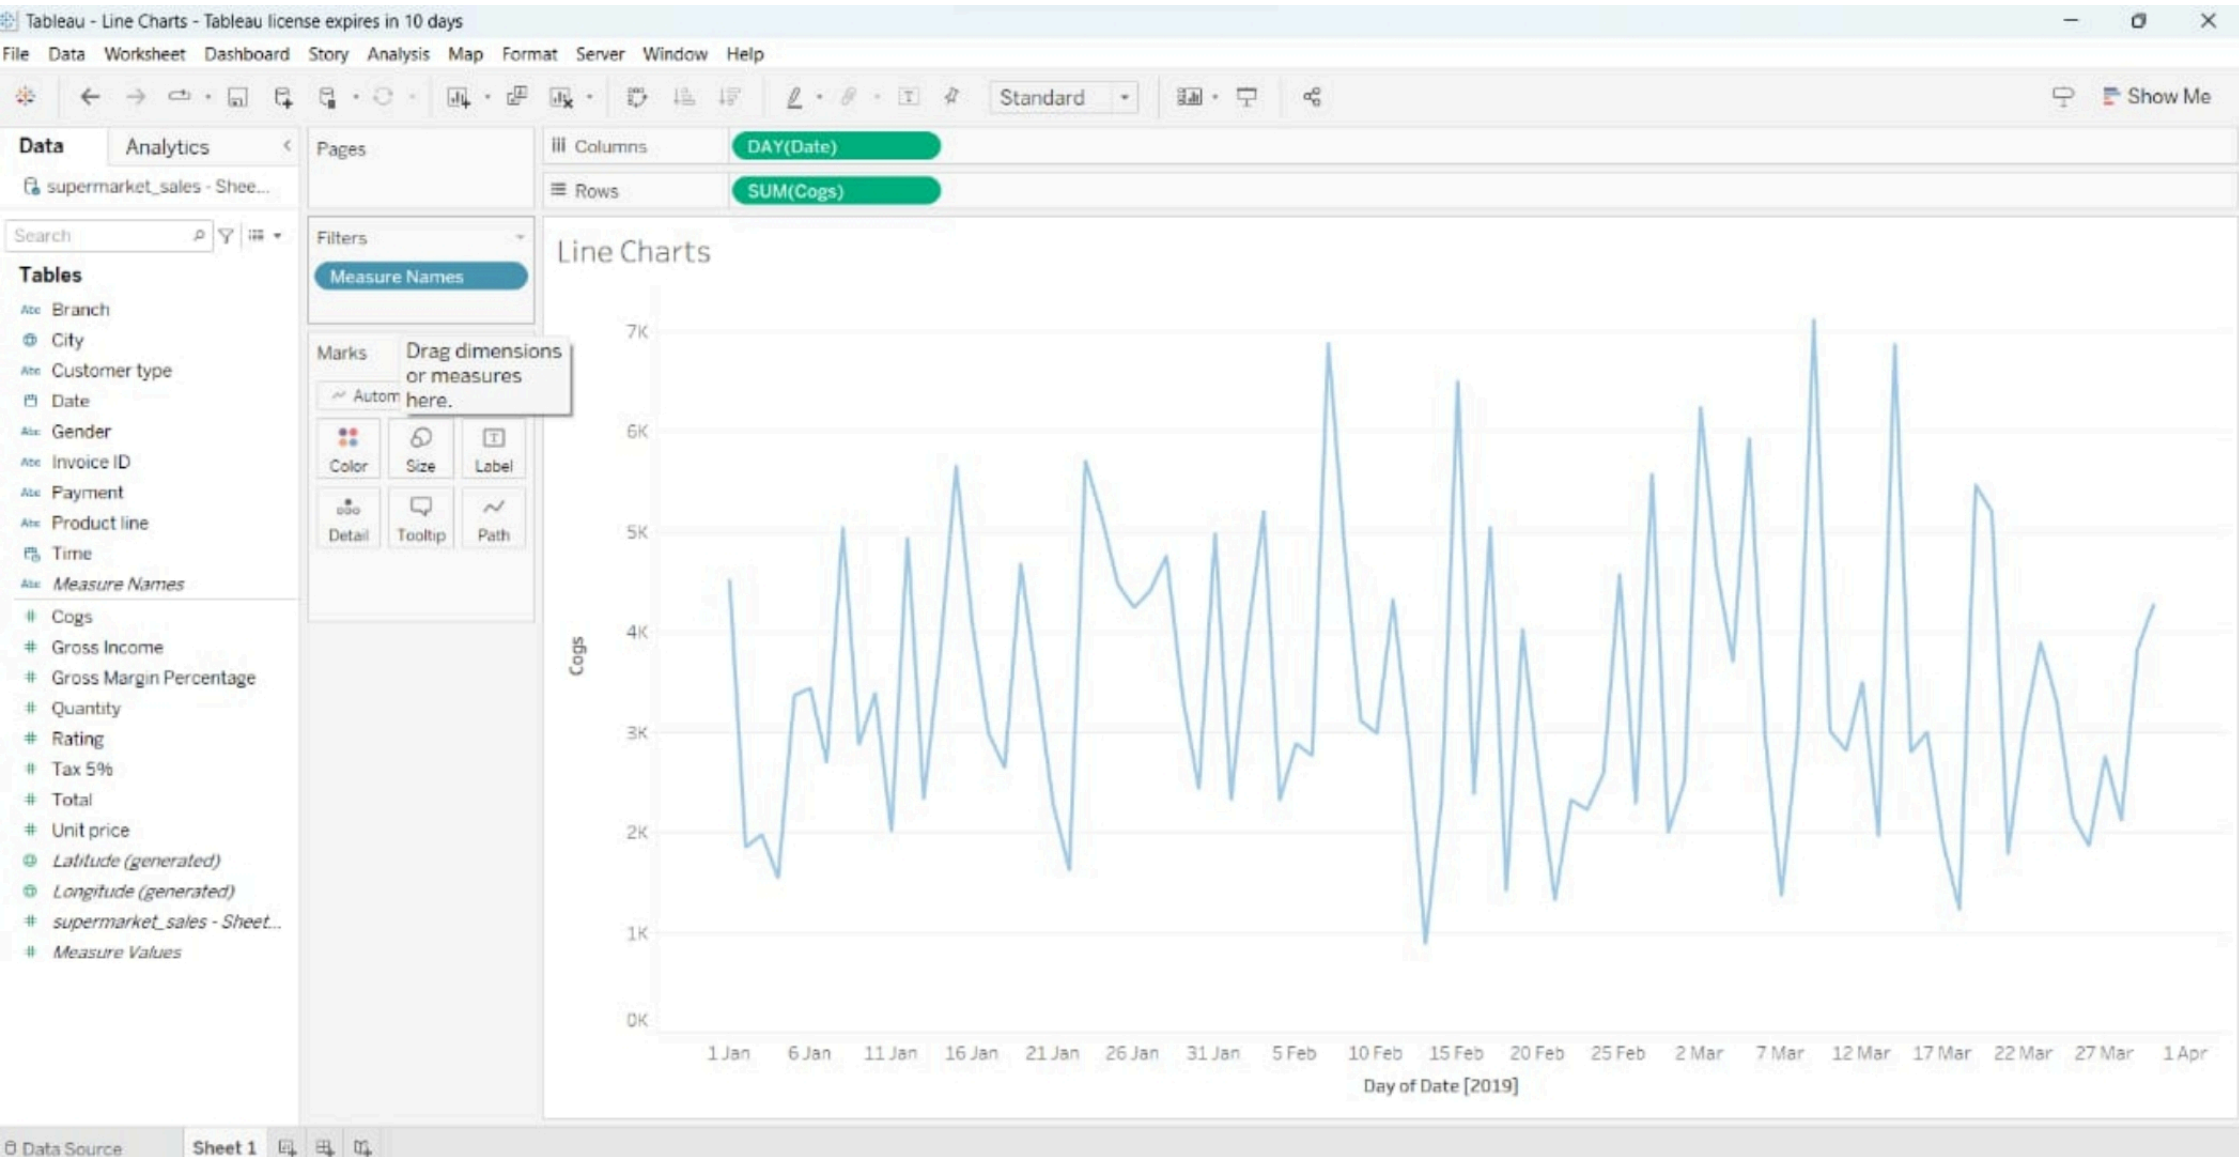 Tableau - Line Charts - Tableau license expires in 10 days
File Data Worksheet Dashboard Story Analysis Map Format Server Window Help
Standard
Show Me
Data Analytics
supermarket_sales - Shee...
Search
Tables
Abc Branch
City
Abc Customer type
Date
Abc Gender
Abc Invoice ID
Abc Payment
Abc Product line
Time
Abc Measure Names
# Cogs
# Gross Income
# Gross Margin Percentage
# Quantity
# Rating
# Tax 5%
# Total
# Unit price
Latitude (generated)
Longitude (generated)
# supermarket_sales - Sheet...
# Measure Values
Pages
Filters
Measure Names
Marks
Autom
Drag dimensions
or measures
here.
Color Size Label
Detail Tooltip Path
Columns DAY(Date)
Rows SUM(Cogs)
Line Charts
7K
6K
5K
4K
3K
2K
1K
0K
Cogs
1 Jan 6 Jan 11 Jan 16 Jan 21 Jan 26 Jan 31 Jan 5 Feb 10 Feb 15 Feb 20 Feb 25 Feb 2 Mar 7 Mar 12 Mar 17 Mar 22 Mar 27 Mar 1 Apr
Day of Date [2019]
Data Source Sheet 1